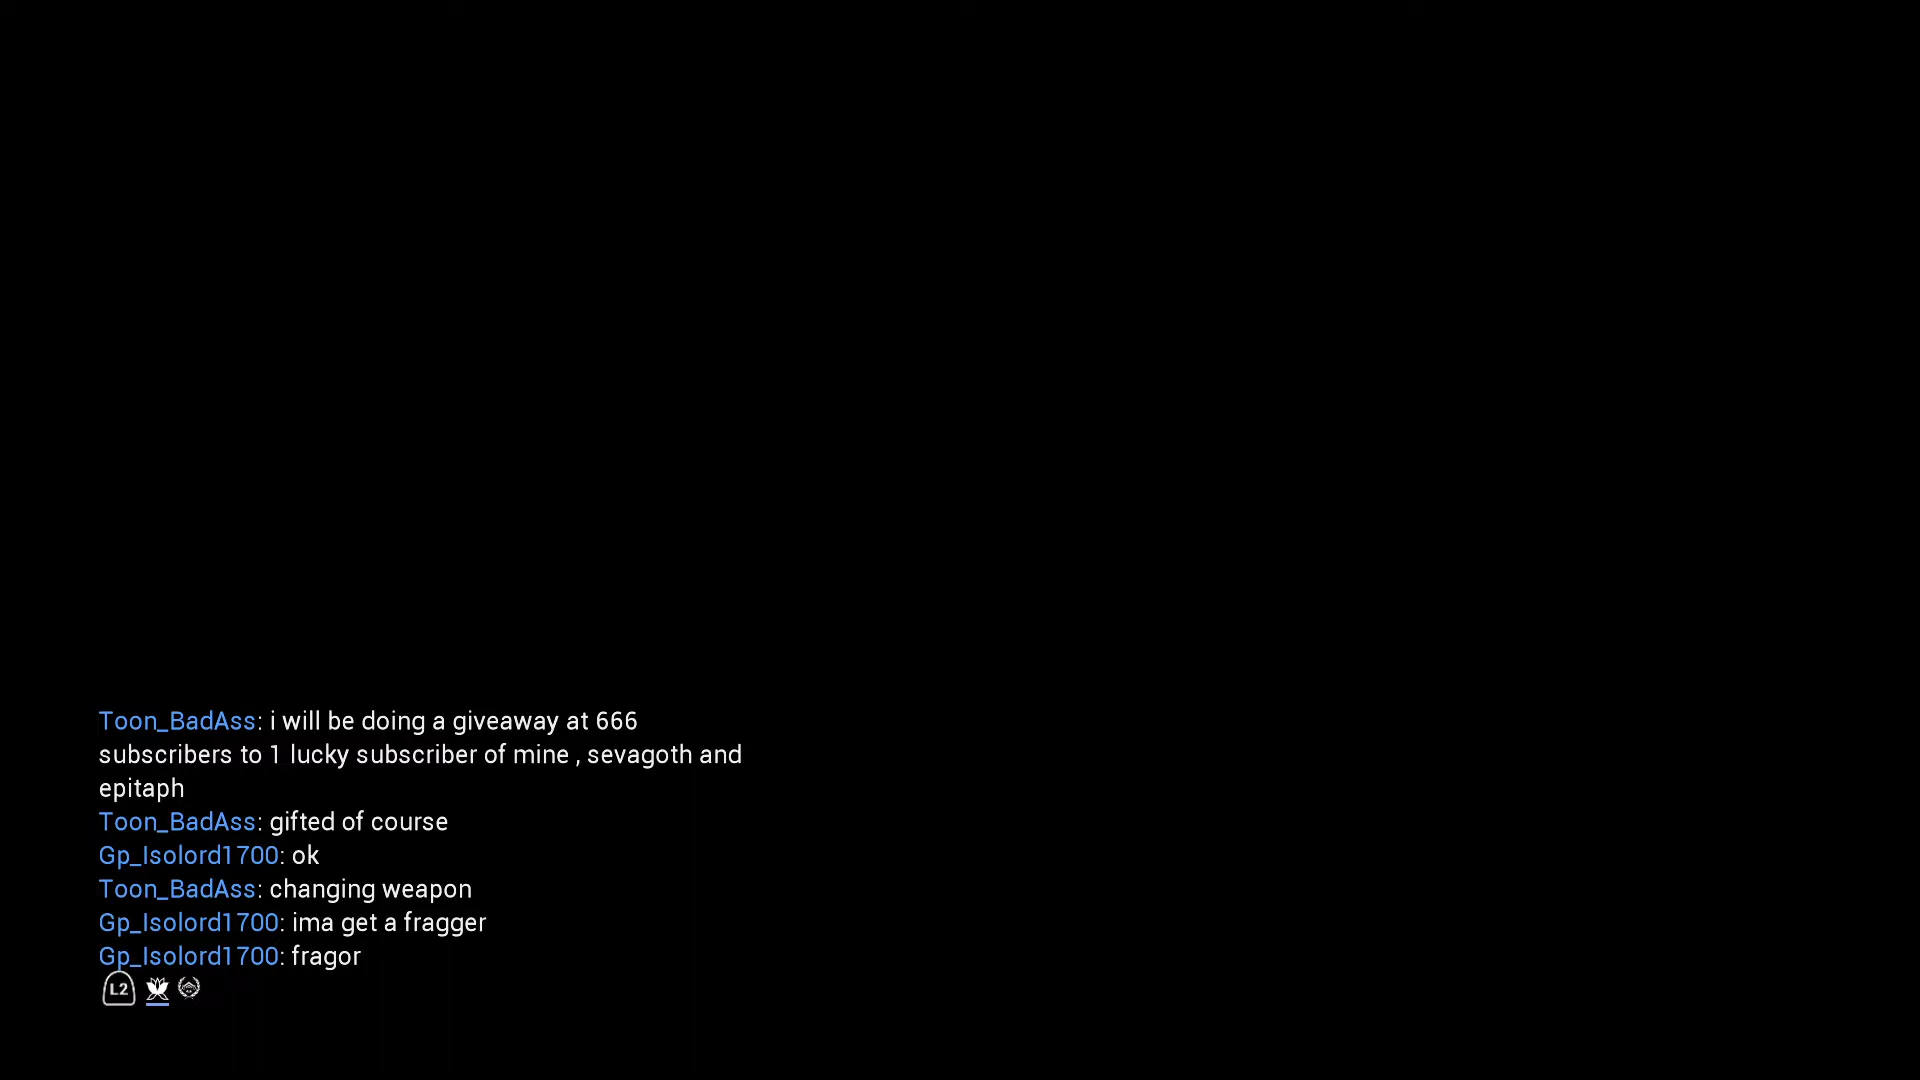 Toon_BadAss: i will be doing a giveaway at 666
subscribers to 1 lucky subscriber of mine , sevagoth and
epitaph
Toon_BadAss: gifted of course
Gp_Isolord1700: ok
Toon_BadAss: changing weapon
Gp_Isolord1700: ima get a fragger
Gp_Isolord1700: fragor
L2